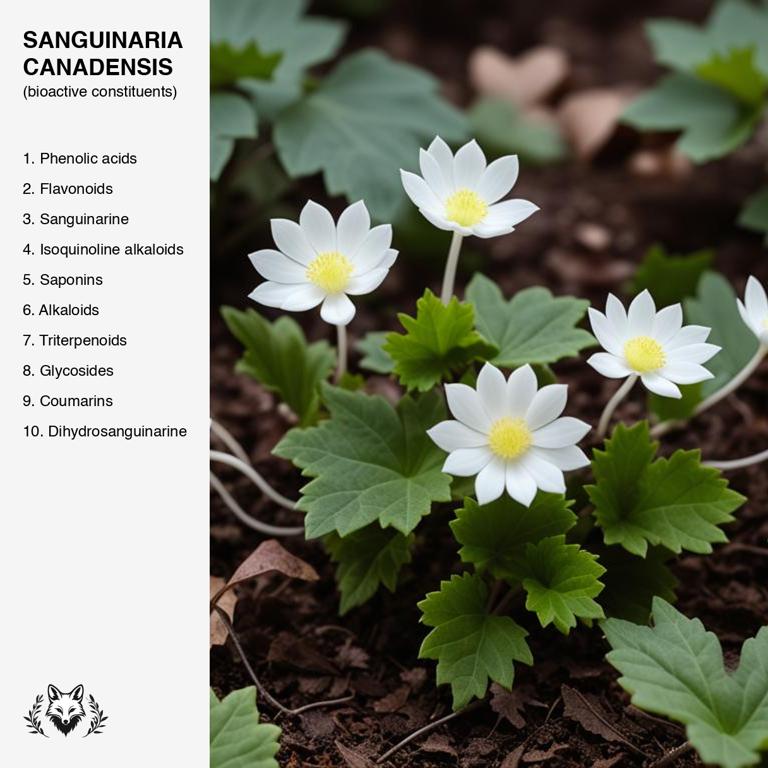 SANGUINARIA
CANADENSIS
(bioactive constituents)
1. Phenolic acids
2. Flavonoids
3. Sanguinarine
4. Isoquinoline alkaloids
5. Saponins
6. Alkaloids
7. Triterpenoids
8. Glycosides
9. Coumarins
10. Dihydrosanguinarine